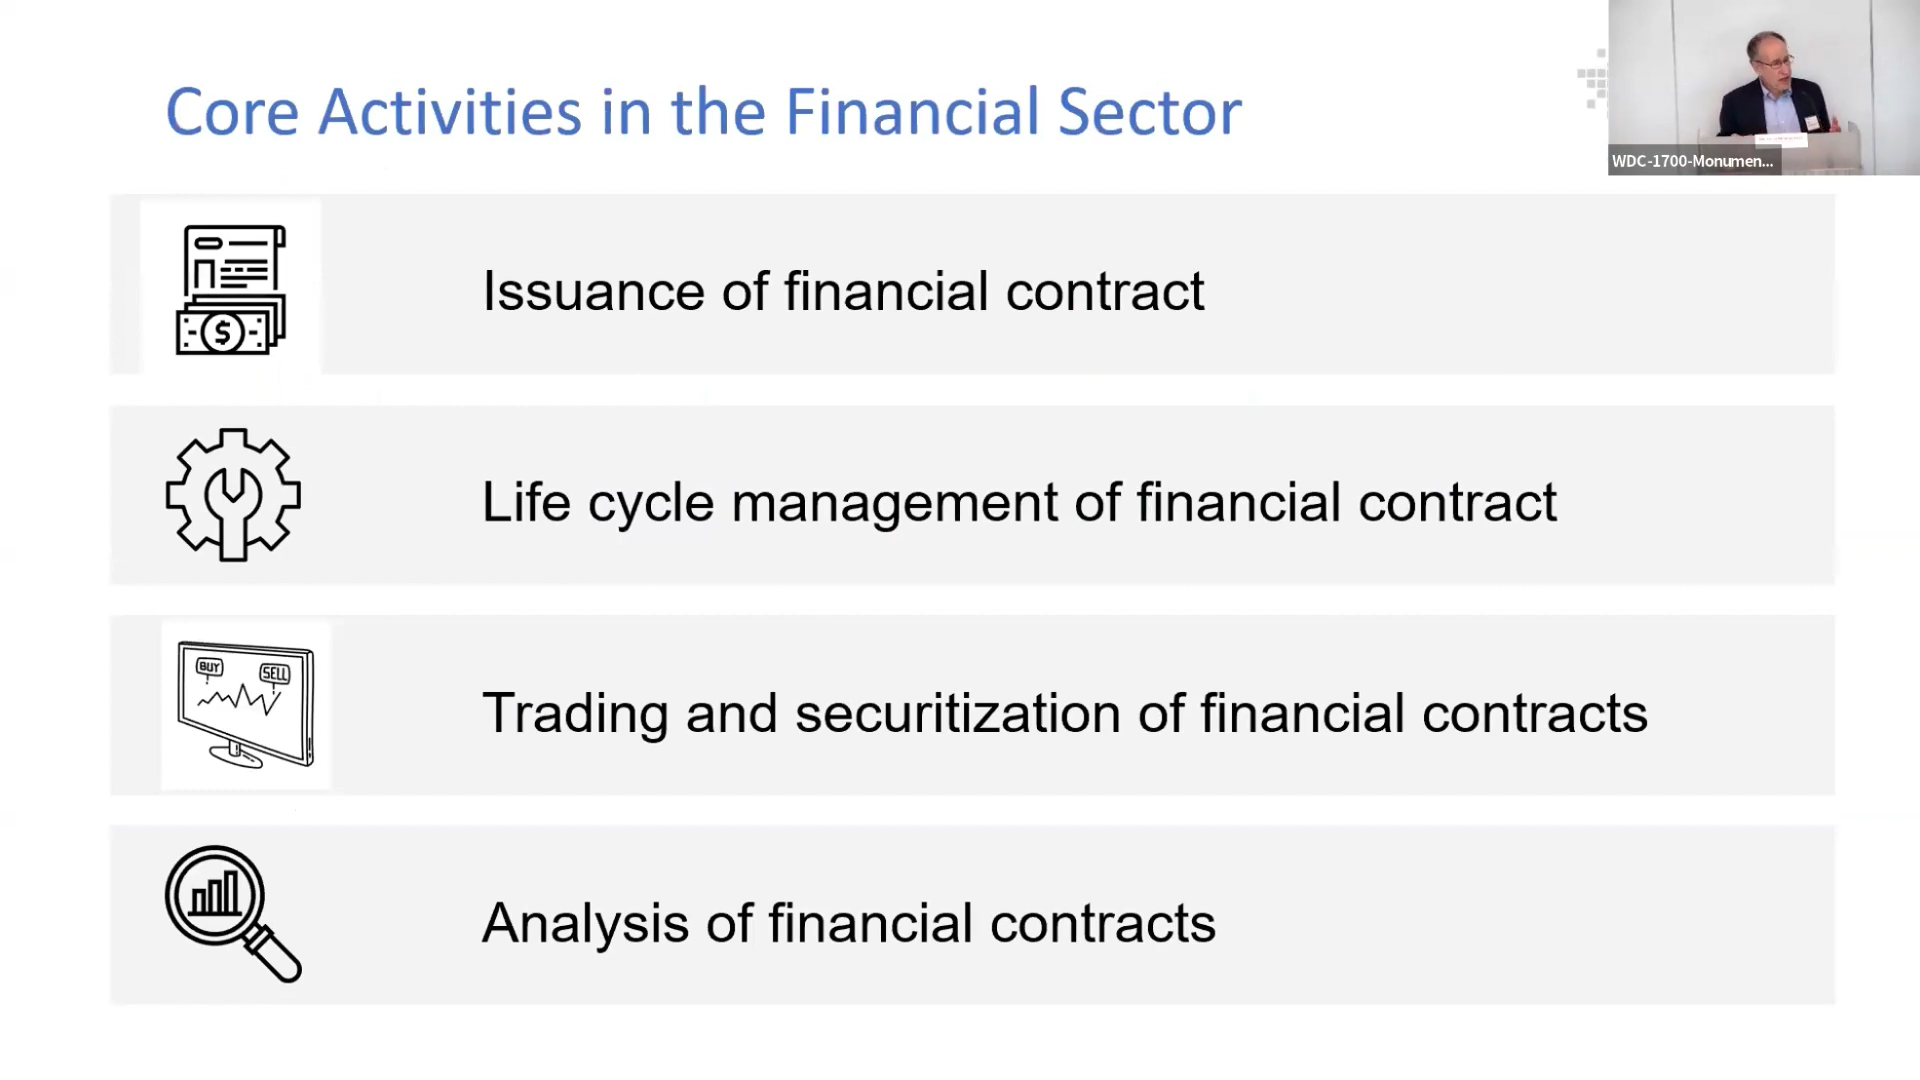 Core Activities in the Financial Sector
WDC-1700-Monumen...
Issuance of financial contract
$
Life cycle management of financial contract
BUY
SELL
Trading and securitization of financial contracts
Analysis of financial contracts